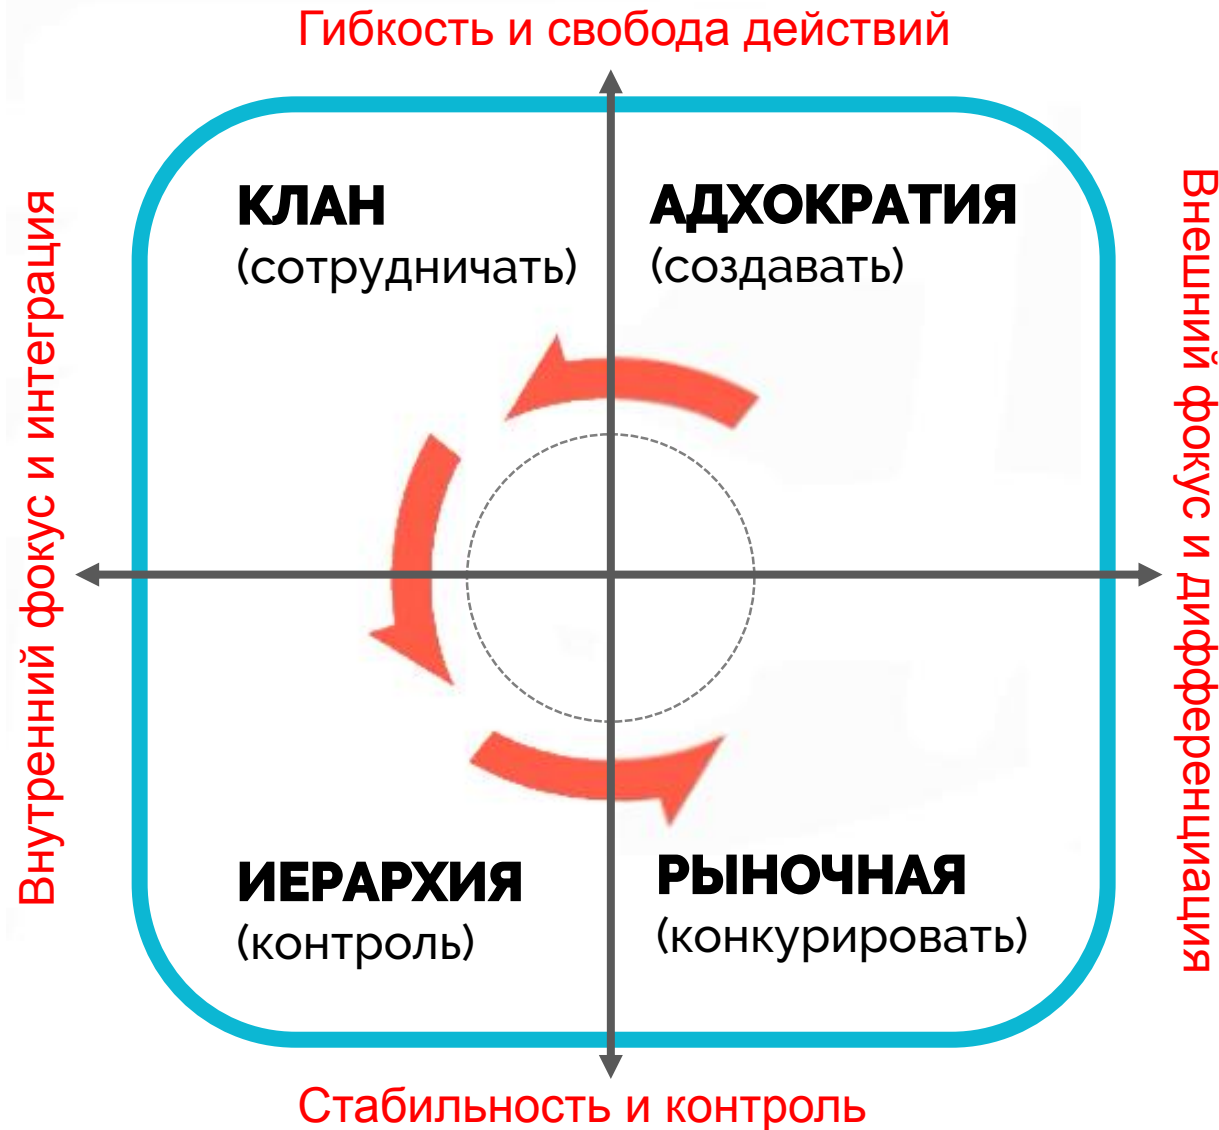 Гибкость и свобода действий
КЛАН
(сотрудничать)
АДХОКРАТИЯ
(создавать)
Внутренний фокус и интеграция
Внешний фокус и дифференциация
ИЕРАРХИЯ
(контроль)
РЫНОЧНАЯ
(конкурировать)
Стабильность и контроль